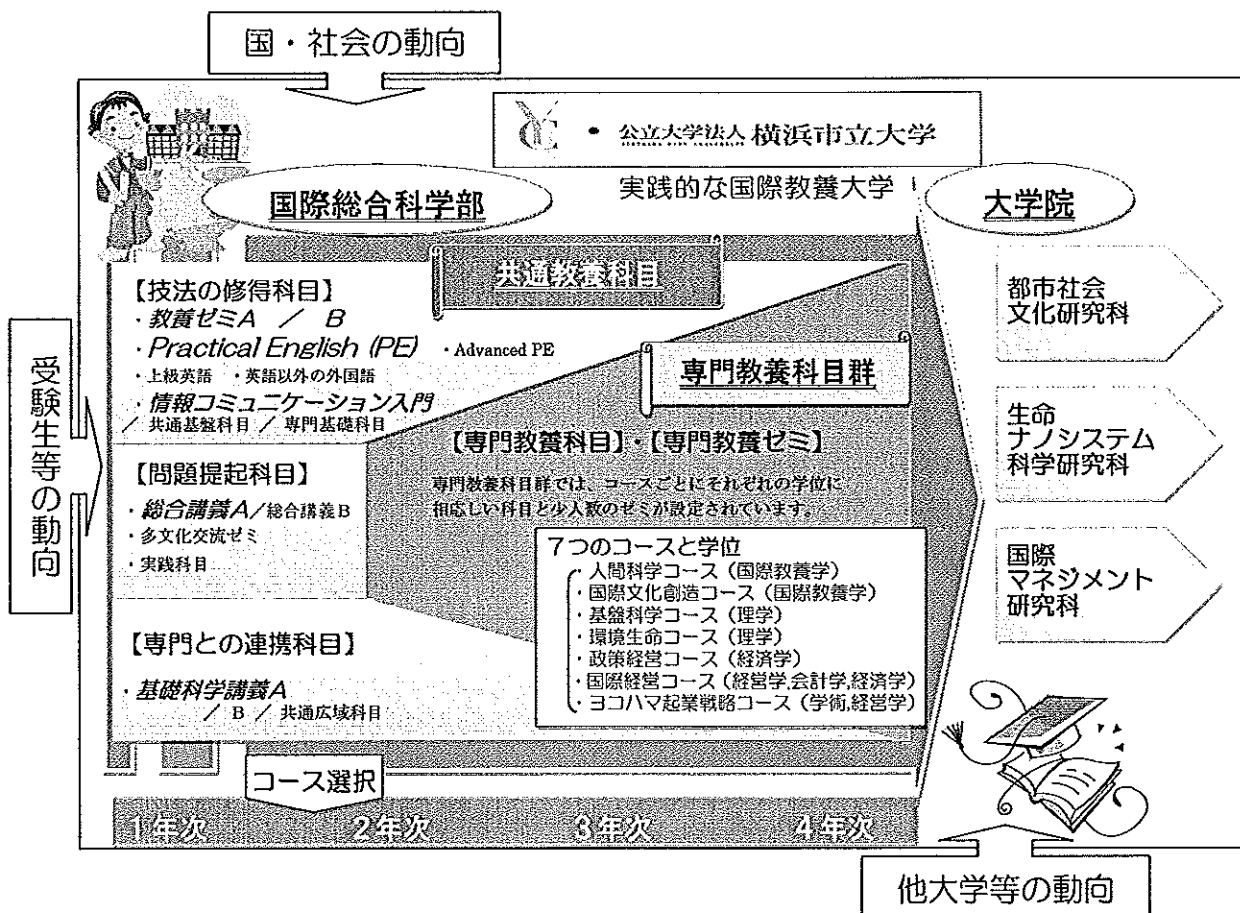 国・社会の動向
・ 公立大学法人 横浜市立大学
実践的な国際教養大学
国際総合科学部
大学院
共通教養科目
【技法の修得科目】
・教養ゼミA ／ B
・Practical English (PE) ・Advanced PE
・上級英語 ・英語以外の外国語
・情報コミュニケーション入門
／ 共通基盤科目 ／ 専門基礎科目
専門教養科目群
【専門教養科目】・【専門教養ゼミ】
専門教養科目群では、コースごとにそれぞれの学位に
相応しい科目と少人数のゼミが設定されています。
【問題提起科目】
・総合講義A／総合講義B
・多文化交流ゼミ
・実践科目
7つのコースと学位
・人間科学コース（国際教養学）
・国際文化創造コース（国際教養学）
・基盤科学コース（理学）
・環境生命コース（理学）
・政策経営コース（経済学）
・国際経営コース（経営学,会計学,経済学）
・ヨコハマ起業戦略コース（学術,経営学）
【専門との連携科目】
・基礎科学講義A
／ B ／ 共通広域科目
都市社会
文化研究科
生命
ナノシステム
科学研究科
国際
マネジメント
研究科
受験生等の動向
コース選択
1年次 2年次 3年次 4年次
他大学等の動向